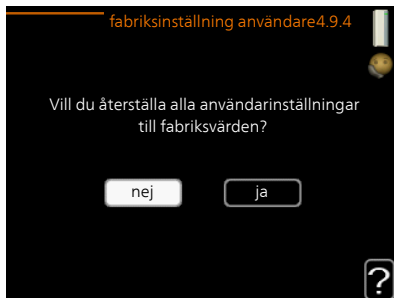 fabriksinställning användare4.9.4
Vill du återställa alla användarinställningar
till fabriksvärden?
nej ja
?